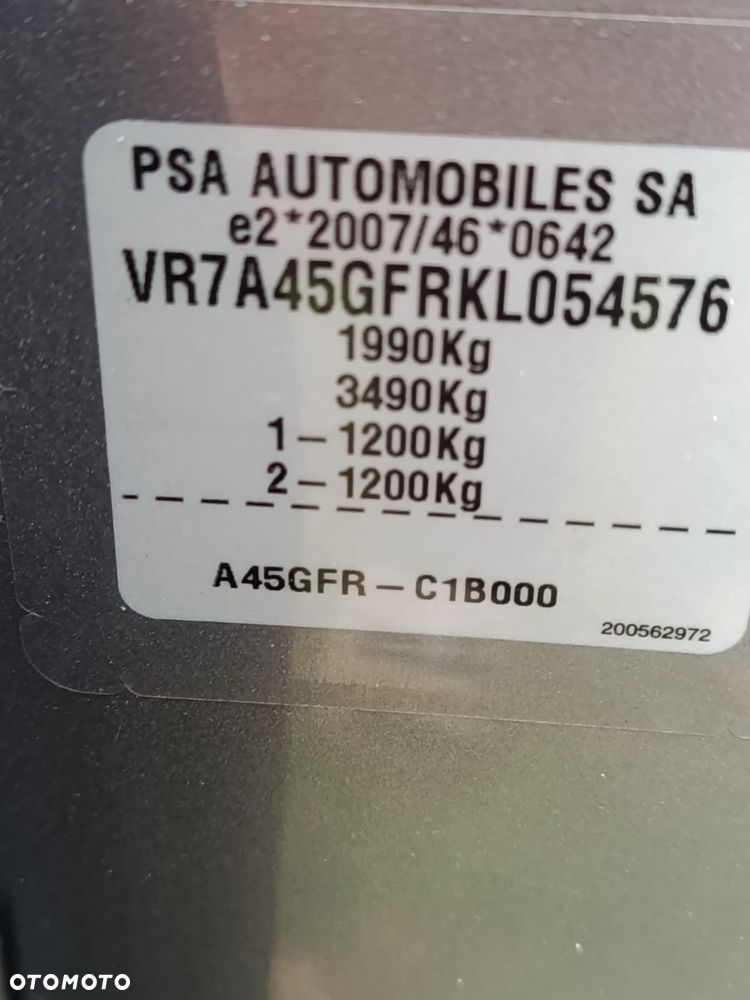 PSA AUTOMOBILES SA
e2*2007/46*0642
VR7A45GFRKL054576
1990Kg
3490Kg
1-1200Kg
2-1200Kg
A45GFR-C1B000
200562972
OTOMOTO